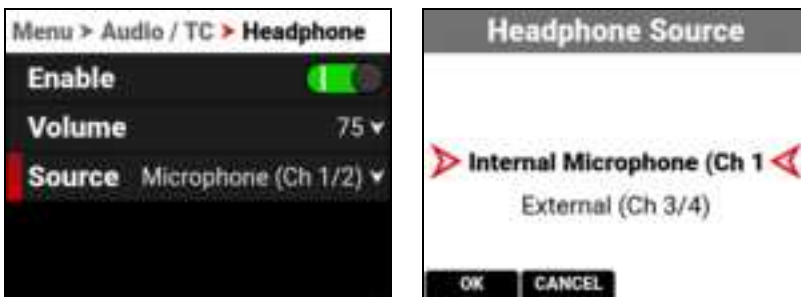 Menu > Audio / TC > Headphone
Enable
Volume 75
Source Microphone (Ch 1/2)
Headphone Source
Internal Microphone (Ch 1
External (Ch 3/4)
OK CANCEL